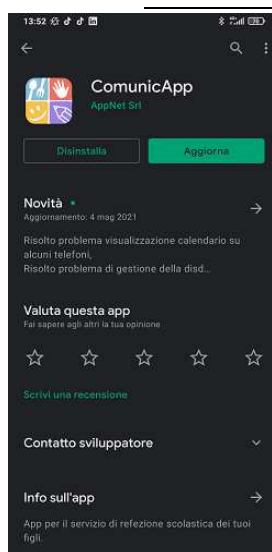 13:52
ComunicApp
AppNet Srl
Disinstalla
Aggiorna
Novità
Aggiornamento: 4 mag 2021
Risolto problema visualizzazione calendario su
alcuni telefoni,
Risolto problema di gestione della disd...
Valuta questa app
Fai sapere agli altri la tua opinione
Scrivi una recensione
Contatto sviluppatore
Info sull'app
App per il servizio di refezione scolastica dei tuoi
figli.